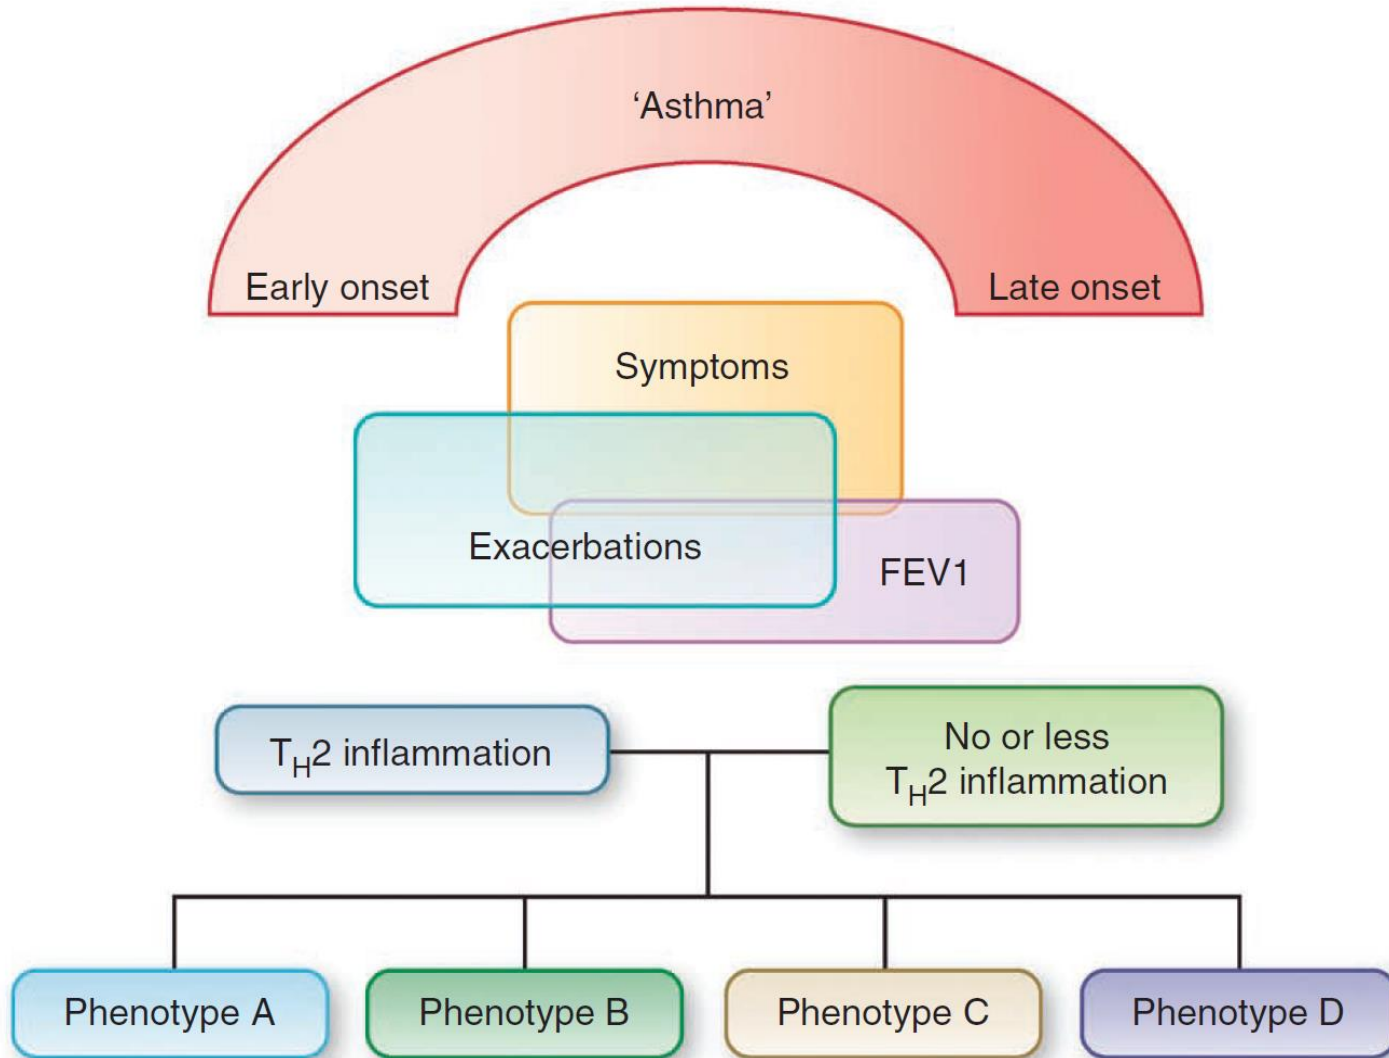 ‘Asthma’
Early onset
Late onset
Symptoms
Exacerbations
FEV1
TH2 inflammation
No or less
TH2 inflammation
Phenotype A
Phenotype B
Phenotype C
Phenotype D